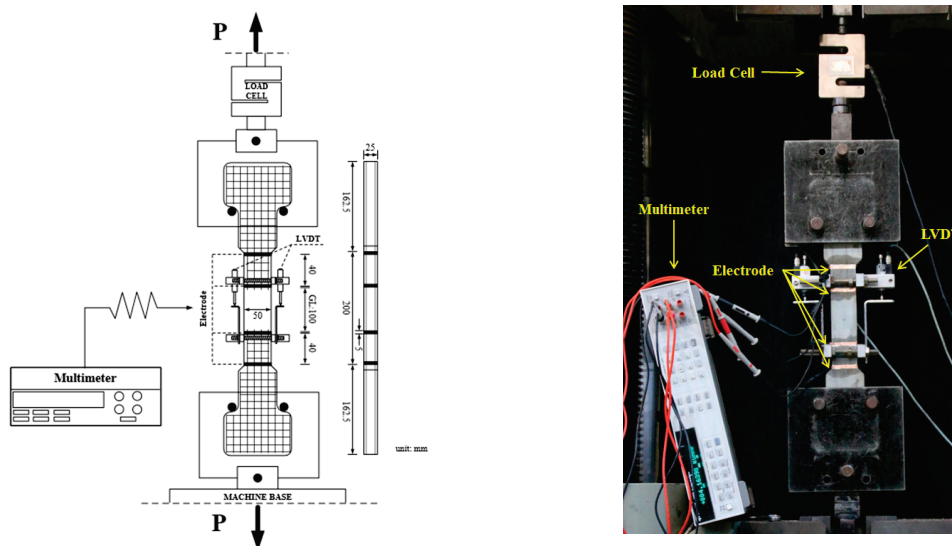 P
LOAD
CELL
25
162.5
LVDT
40
Electrode
GL.100
50
200
5
40
Multimeter
162.5
unit: mm
MACHINE BASE
P
Load Cell
Multimeter
LVDT
Electrode